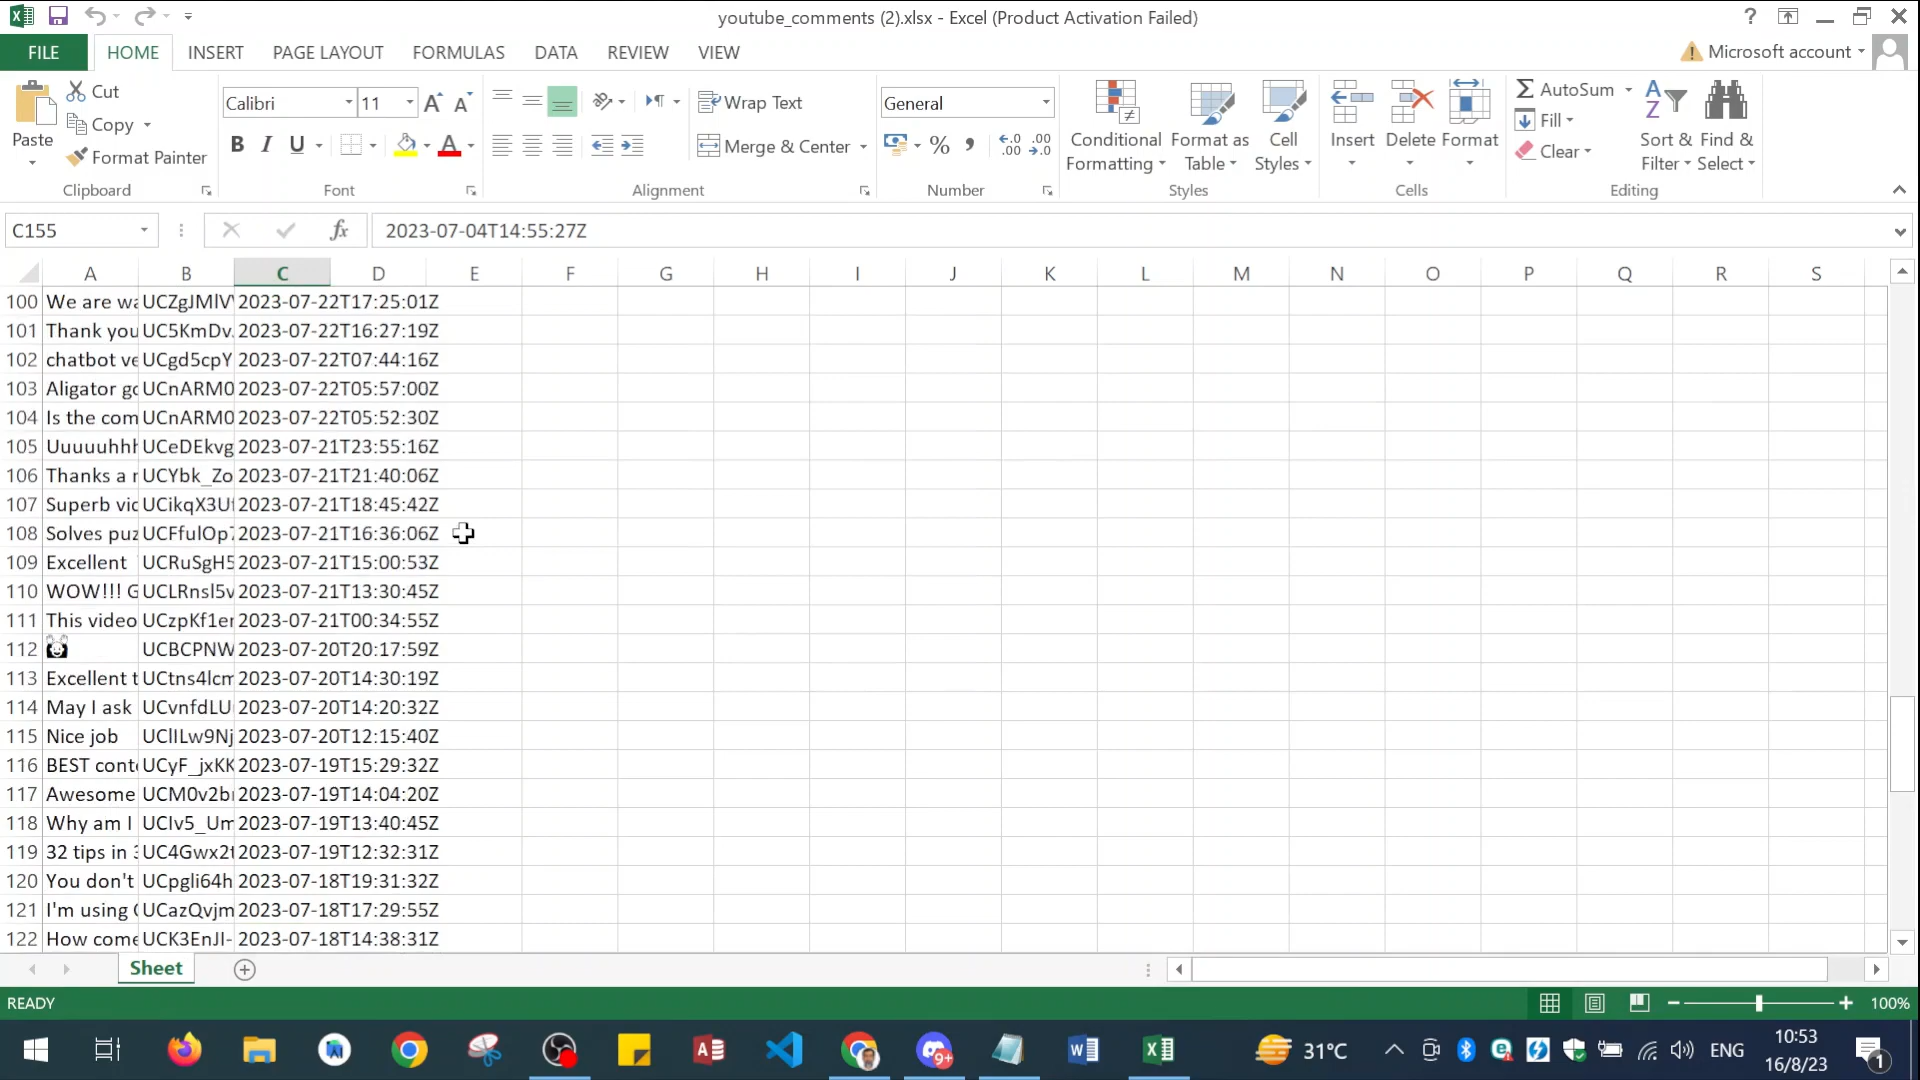 youtube_comments (2).xlsx - Excel (Product Activation Failed)
FILE HOME INSERT PAGE LAYOUT FORMULAS DATA REVIEW VIEW Microsoft account
Paste Cut Copy Format Painter Clipboard
Calibri 11 B I U Font
Wrap Text Merge & Center Alignment
General % Number
Conditional Formatting Format as Table Cell Styles Styles
Insert Delete Format Cells
AutoSum Fill Clear Sort & Filter Find & Select Editing
C155 fx 2023-07-04T14:55:27Z
A B C D E F G H I J K L M N O P Q R S
100 We are wa UCZgJMlV 2023-07-22T17:25:01Z
101 Thank you UC5KmDv 2023-07-22T16:27:19Z
102 chatbot ve UCgd5cpY 2023-07-22T07:44:16Z
103 Aligator go UCnARM0 2023-07-22T05:57:00Z
104 Is the com UCnARM0 2023-07-22T05:52:30Z
105 Uuuuuhhh UCeDEkvg 2023-07-21T23:55:16Z
106 Thanks a UCYbk_Zo 2023-07-21T21:40:06Z
107 Superb vid UCikqX3U 2023-07-21T18:45:42Z
108 Solves puz UCFfulOp 2023-07-21T16:36:06Z
109 Excellent UCRuSgH5 2023-07-21T15:00:53Z
110 WOW!!! G UCLRnsl5v 2023-07-21T13:30:45Z
111 This video UCzpKf1e 2023-07-21T00:34:55Z
112 UCBCPNW 2023-07-20T20:17:59Z
113 Excellent t UCtns4lcm 2023-07-20T14:30:19Z
114 May I ask UCvnfdLU 2023-07-20T14:20:32Z
115 Nice job UClILw9Nj 2023-07-20T12:15:40Z
116 BEST conte UCyF_jxKK 2023-07-19T15:29:32Z
117 Awesome UCM0v2b 2023-07-19T14:04:20Z
118 Why am I UCIv5_Um 2023-07-19T13:40:45Z
119 32 tips in UC4Gwx2t 2023-07-19T12:32:31Z
120 You don't UCpgli64h 2023-07-18T19:31:32Z
121 I'm using UCazQvjm 2023-07-18T17:29:55Z
122 How come UCK3EnJI- 2023-07-18T14:38:31Z
Sheet
READY 100%
31°C ENG 10:53
16/8/23 1